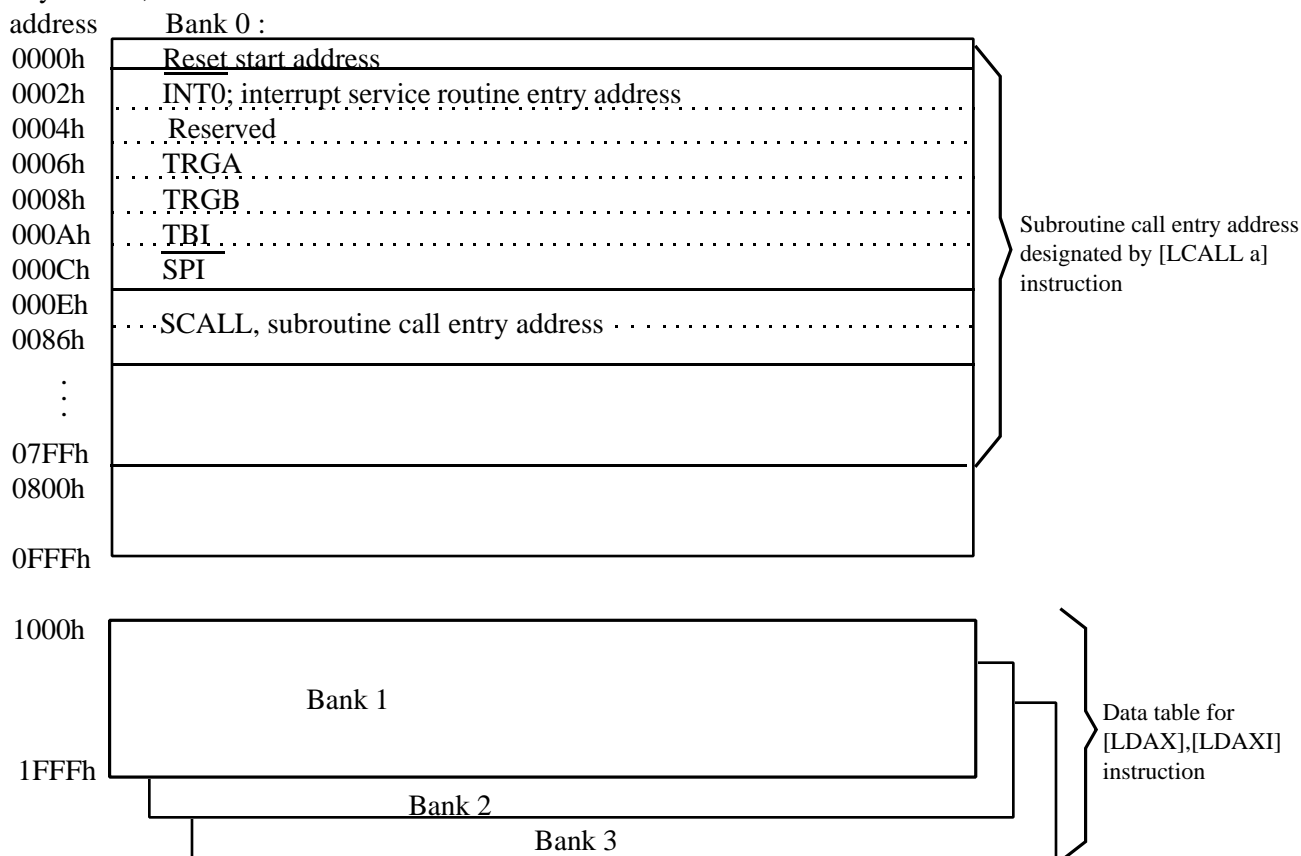 address Bank 0 :
0000h Reset start address
0002h INT0; interrupt service routine entry address
0004h Reserved
0006h TRGA
0008h TRGB
000Ah TBI
000Ch SPI
000Eh
SCALL, subroutine call entry address
0086h
Subroutine call entry address
designated by [LCALL a]
instruction
07FFh
0800h
0FFFh
1000h
Bank 1
1FFFh
Bank 2
Bank 3
Data table for
[LDAX],[LDAXI]
instruction